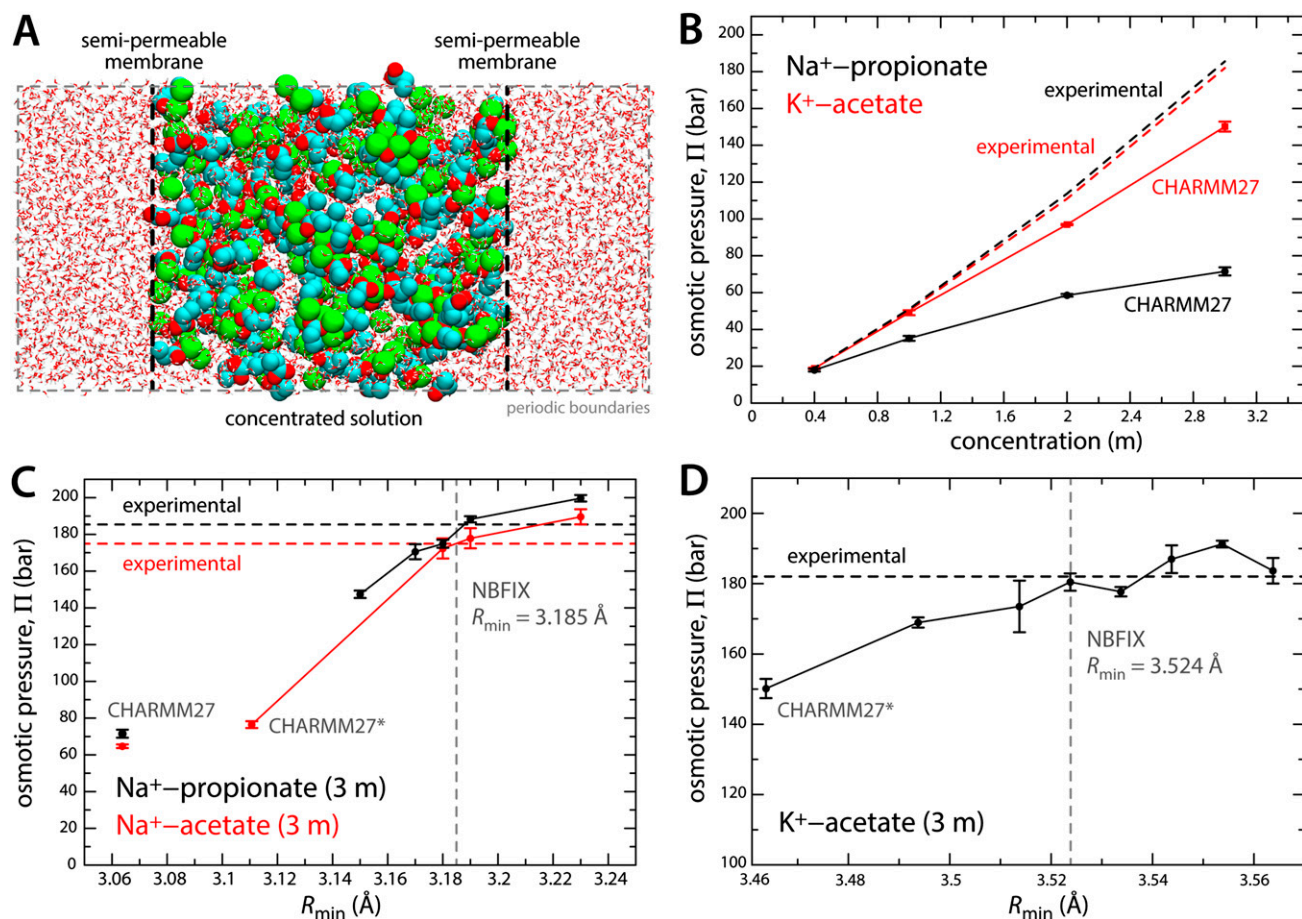 A
semi-permeable
membrane
semi-permeable
membrane
concentrated solution
periodic boundaries
B
osmotic pressure, Π (bar)
200
180
160
140
120
100
80
60
40
20
0
Na⁺–propionate
K⁺–acetate
experimental
experimental
CHARMM27
CHARMM27
0
0.4
0.8
1.2
1.6
2
2.4
2.8
3.2
concentration (m)
C
osmotic pressure, Π (bar)
200
180
160
140
120
100
80
60
40
20
0
experimental
experimental
NBFIX
Rmin = 3.185 Å
CHARMM27
CHARMM27*
Na⁺–propionate (3 m)
Na⁺–acetate (3 m)
3.06
3.08
3.1
3.12
3.14
3.16
3.18
3.2
3.22
3.24
Rmin (Å)
D
osmotic pressure, Π (bar)
200
180
160
140
120
100
experimental
NBFIX
Rmin = 3.524 Å
CHARMM27*
K⁺–acetate (3 m)
3.46
3.48
3.5
3.52
3.54
3.56
Rmin (Å)